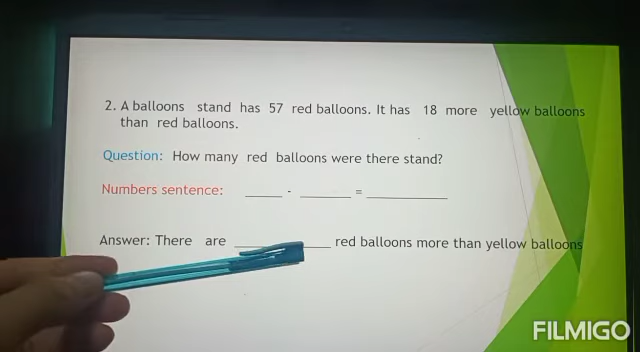 2. A balloons stand has 57 red balloons. It has 18 more yellow balloons
than red balloons.
Question: How many red balloons were there stand?
Numbers sentence: _____ - _______ = ___________
Answer: There are _____________ red balloons more than yellow balloons
FILMIGO